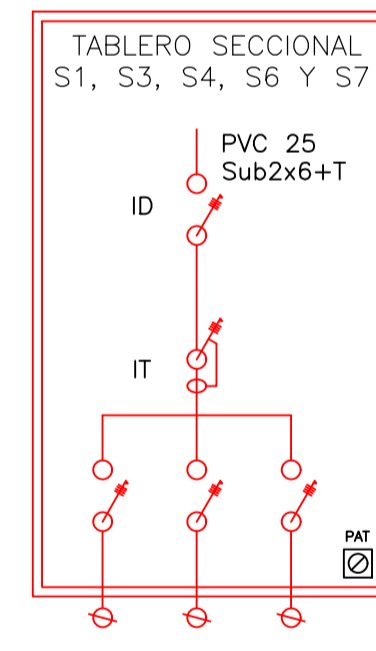 TABLERO SECCIONAL
S1, S3, S4, S6 Y S7
PVC 25
Sub2x6+T
ID
IT
PAT